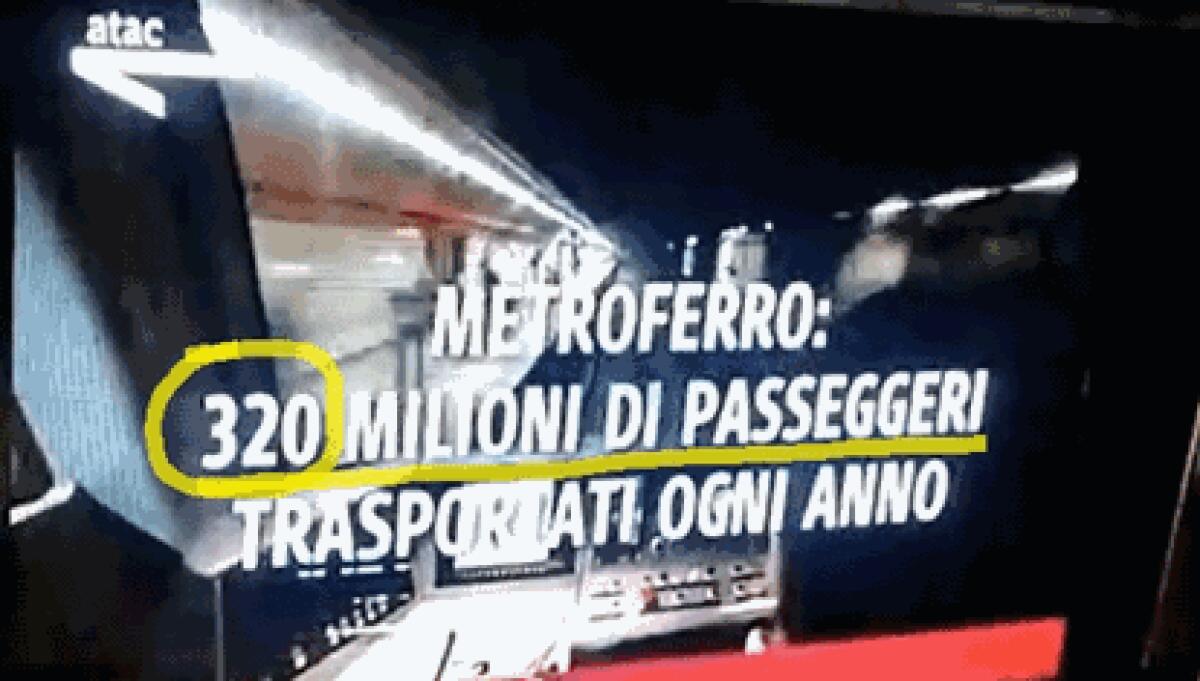 atac
METROFERRO:
320 MILIONI DI PASSEGGERI
TRASPORTATI OGNI ANNO